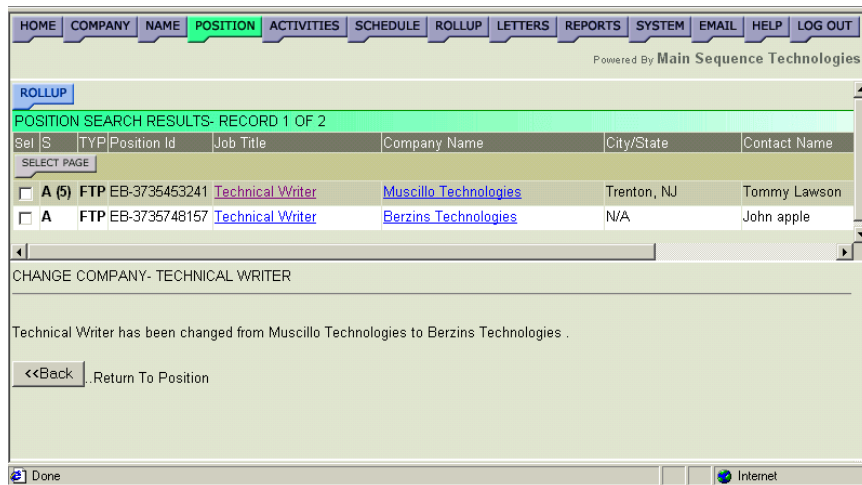 HOME COMPANY NAME POSITION ACTIVITIES SCHEDULE ROLLUP LETTERS REPORTS SYSTEM EMAIL HELP LOG OUT
Powered By Main Sequence Technologies
ROLLUP
POSITION SEARCH RESULTS- RECORD 1 OF 2
Sel S TYP Position Id Job Title Company Name City/State Contact Name
SELECT PAGE
A (5) FTP EB-3735453241 Technical Writer Muscillo Technologies Trenton, NJ Tommy Lawson
A FTP EB-3735748157 Technical Writer Berzins Technologies N/A John apple
CHANGE COMPANY- TECHNICAL WRITER
Technical Writer has been changed from Muscillo Technologies to Berzins Technologies .
<<Back ..Return To Position
Done Internet